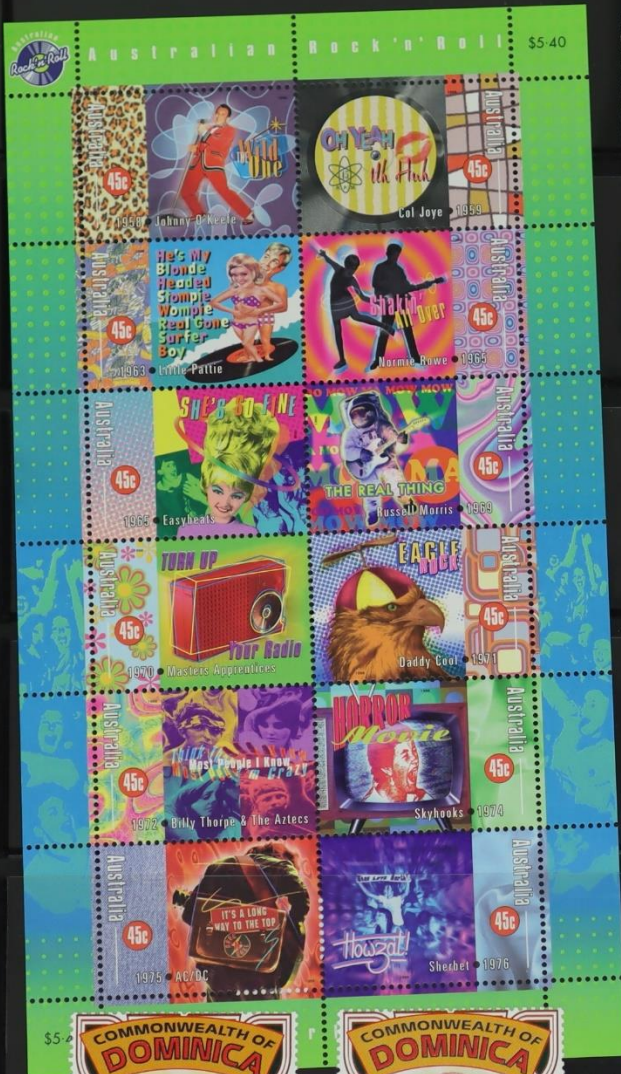 Australian
Rock'n'Roll
Australian Rock'n'Roll
$5·40
Australia
45c
1958 Johnny O'Keefe
The Wild One
OH YEAH
Uh Huh
Col Joye 1959
Australia
45c
Australia
45c
1963 Little Pattie
He's My
Blonde
Headed
Stompie
Wompie
Real Gone
Surfer
Boy
Shakin'
All Over
Normie Rowe 1965
Australia
45c
Australia
45c
1965 Easybeats
SHE'S SO FINE
MOW MOW MOW
THE REAL THING
Russell Morris 1969
Australia
45c
Australia
45c
1970 Masters Apprentices
TURN UP
Your Radio
EAGLE
ROCK
Daddy Cool 1971
Australia
45c
Australia
45c
1972 Billy Thorpe & The Aztecs
Most People I Know
Think I'm Crazy
HORROR
Movie
Skyhooks 1974
Australia
45c
Australia
45c
1975 AC/DC
IT'S A LONG
WAY TO THE TOP
Howzat!
Sherbet 1976
Australia
45c
COMMONWEALTH OF
DOMINICA
COMMONWEALTH OF
DOMINICA